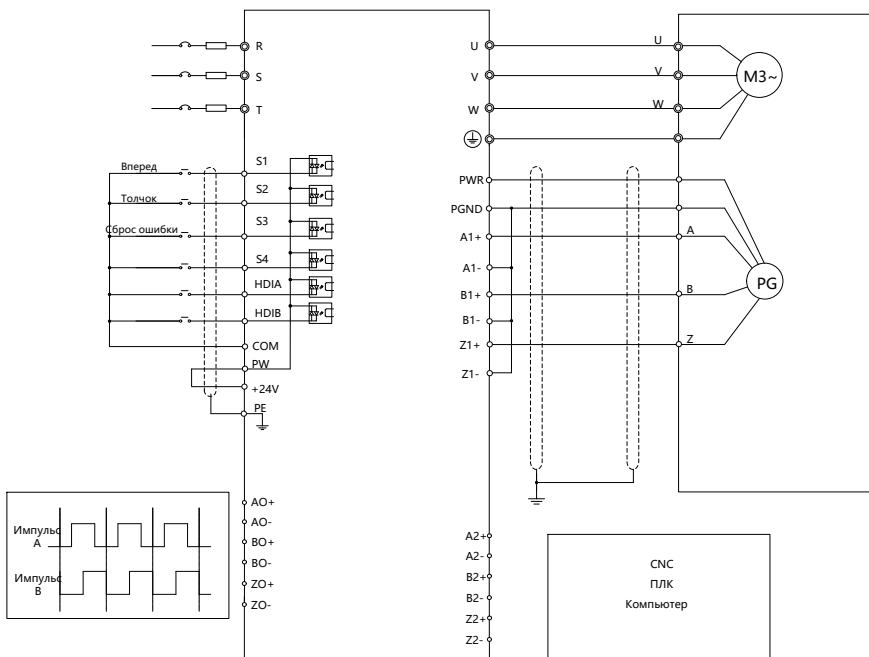 R
S
T
U
V
W
U
V
W
M3~
Вперед
Толчок
Сброс ошибки
S1
S2
S3
S4
HDIA
HDIB
COM
PW
+24V
PE
PWR
PGND
A1+
A1-
B1+
B1-
Z1+
Z1-
A
B
Z
PG
Импульс
A
Импульс
B
AO+
AO-
BO+
BO-
ZO+
ZO-
A2+
A2-
B2+
B2-
Z2+
Z2-
CNC
ПЛК
Компьютер